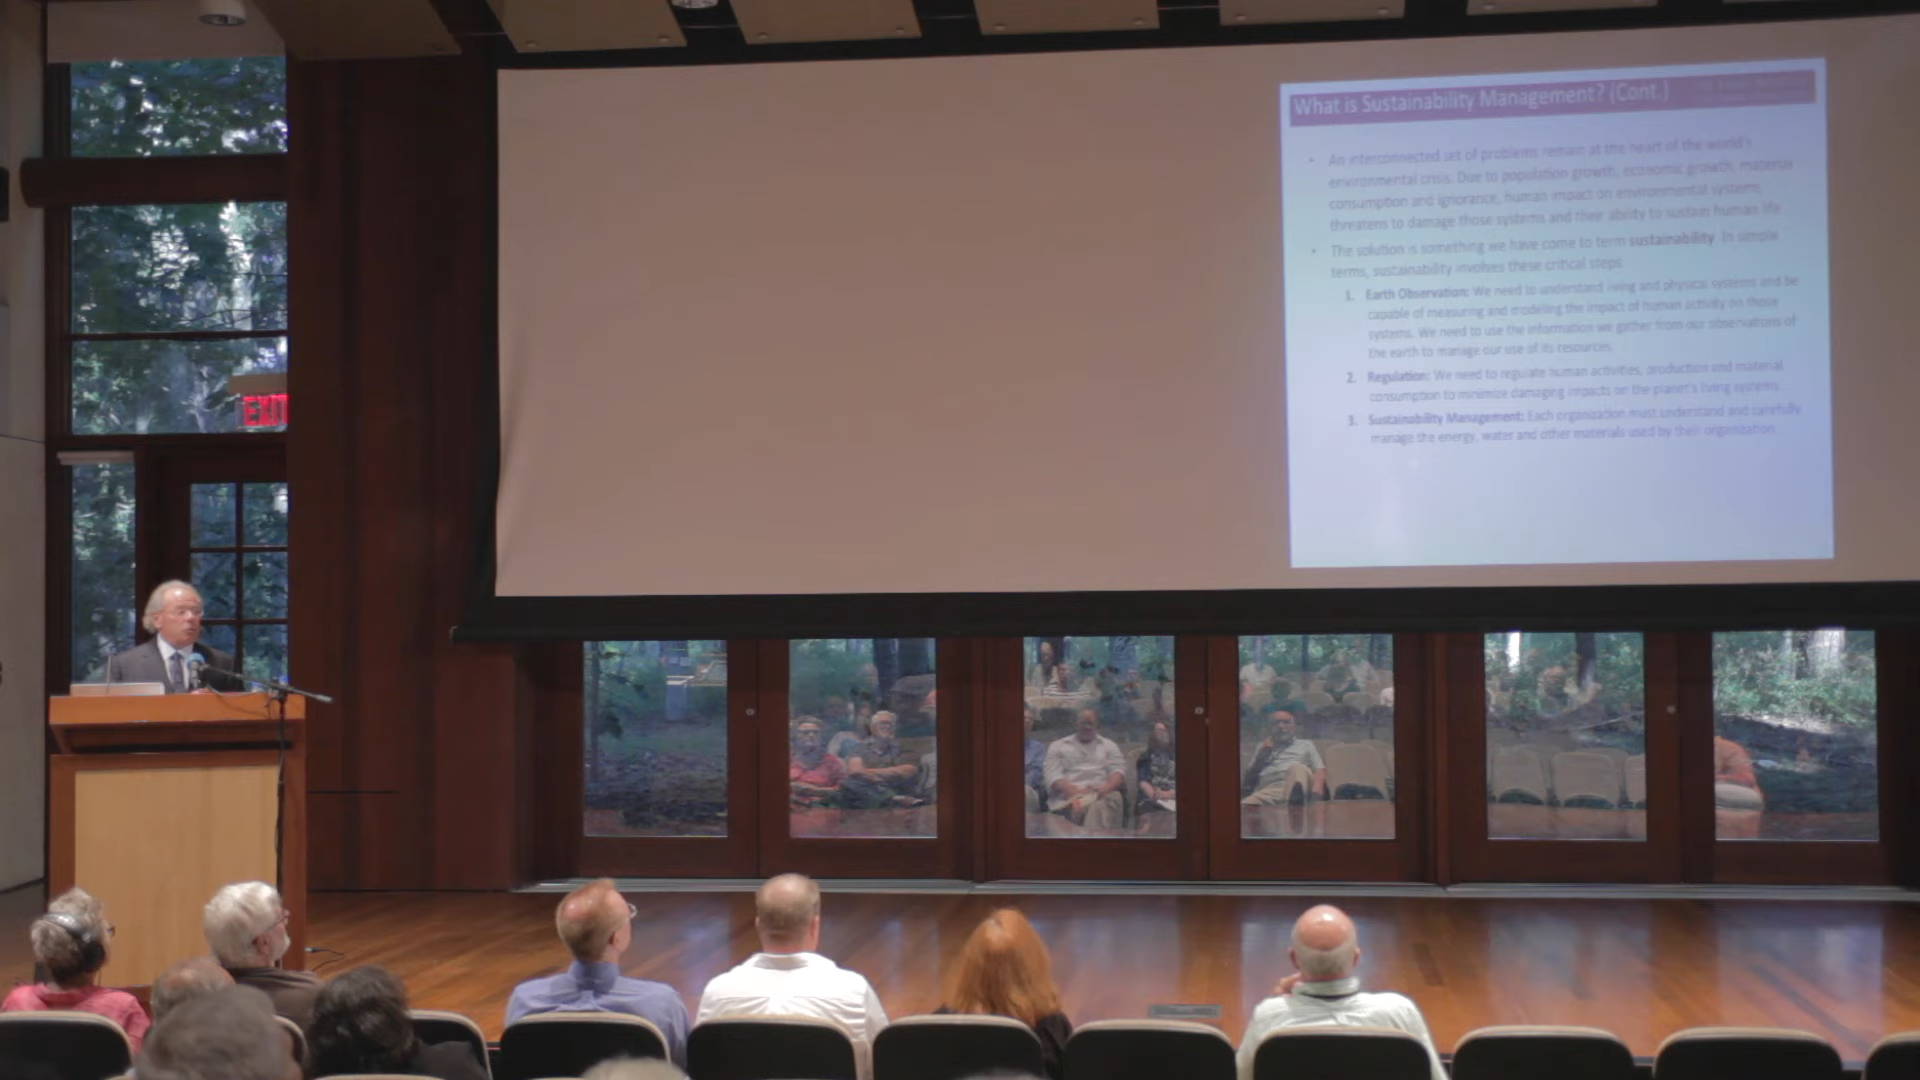 What is Sustainability Management? (Cont.)
• An interconnected set of problems remain at the heart of the world's
environmental crisis. Due to population growth, economic growth, material
consumption and ignorance, human impact on environmental systems
threatens to damage those systems and their ability to sustain human life.
• The solution is something we have come to term sustainability. In simple
terms, sustainability involves these critical steps:
1. Earth Observation: We need to understand living and physical systems and be
capable of measuring and modeling the impact of human activity on those
systems. We need to use the information we gather from our observations of
the earth to manage our use of its resources.
2. Regulation: We need to regulate human activities, production and material
consumption to minimize damaging impacts on the planet's living systems.
3. Sustainability Management: Each organization must understand and carefully
manage the energy, water and other materials used by their organization.
EXIT